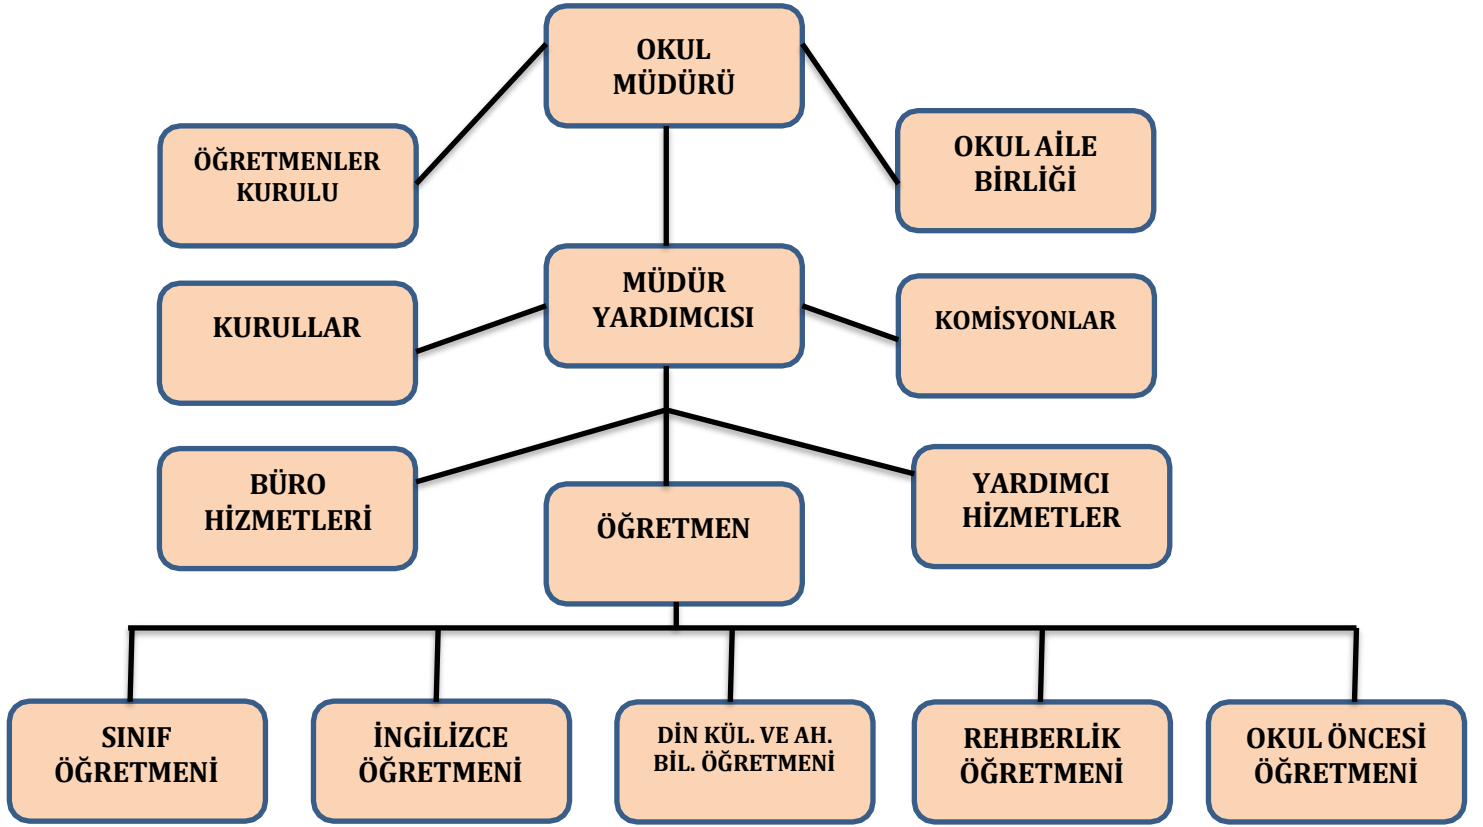 OKUL
MÜDÜRÜ
ÖĞRETMENLER
KURULU
OKUL AİLE
BİRLİĞİ
MÜDÜR
YARDIMCISI
KURULLAR
KOMİSYONLAR
BÜRO
HİZMETLERİ
ÖĞRETMEN
YARDIMCI
HİZMETLER
SINIF
ÖĞRETMENİ
İNGİLİZCE
ÖĞRETMENİ
DİN KÜL. VE AH.
BİL. ÖĞRETMENİ
REHBERLİK
ÖĞRETMENİ
OKUL ÖNCESİ
ÖĞRETMENİ